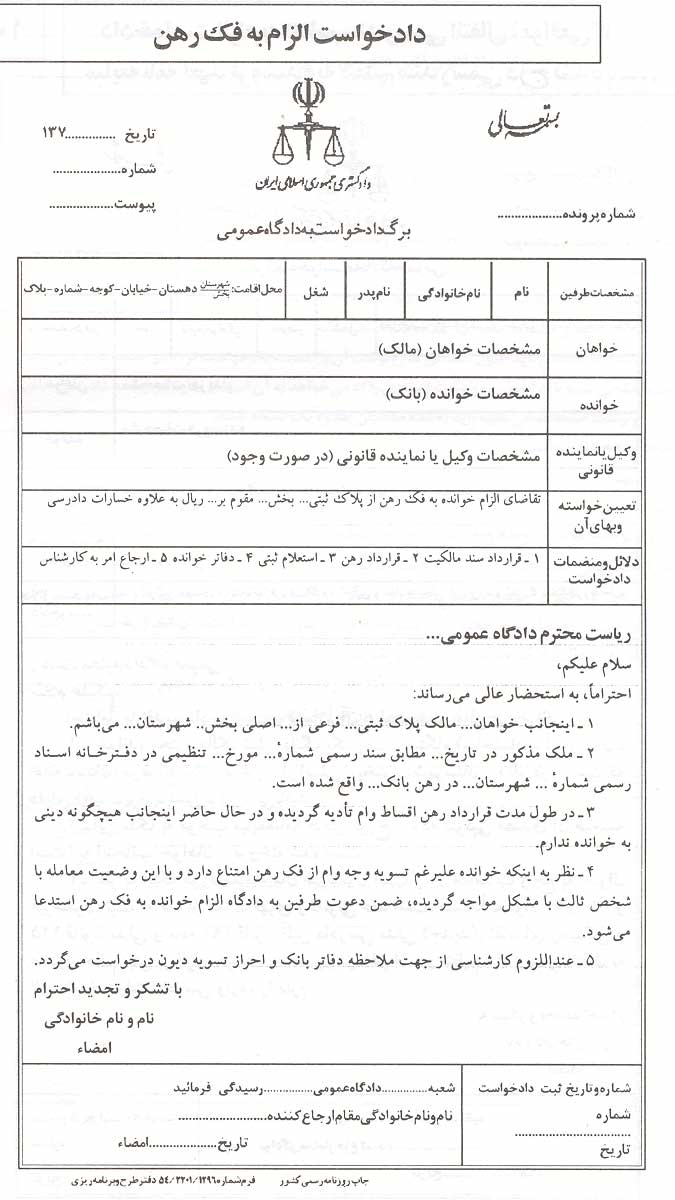 دادخواست الزام به فک رهن
بسمه تعالی
تاریخ .............. ۱۳۷
شماره.....................
پیوست...................
دادگستری جمهوری اسلامی ایران
شماره پرونده...................
برگ دادخواست به دادگاه عمومی
مشخصات طرفین نام نام خانوادگی نام پدر شغل محل اقامت: شهرستان بخش دهستان-خیابان-کوچه-شماره-پلاک
خواهان مشخصات خواهان (مالک)
خوانده مشخصات خوانده (بانک)
وکیل یا نماینده قانونی مشخصات وکیل یا نماینده قانونی (در صورت وجود)
تعیین خواسته وبهای آن تقاضای الزام خوانده به فک رهن از پلاک ثبتی... بخش... مقوم بر... ریال به علاوه خسارات دادرسی
دلائل و منضمات دادخواست ۱ ـ قرارداد سند مالکیت ۲ ـ قرارداد رهن ۳ ـ استعلام ثبتی ۴ ـ دفاتر خوانده ۵ ـ ارجاع امر به کارشناس
ریاست محترم دادگاه عمومی...
سلام علیکم،
احتراماً، به استحضار عالی می‌رساند:
۱ ـ اینجانب خواهان... مالک پلاک ثبتی... فرعی از... اصلی بخش.. شهرستان... می‌باشم.
۲ ـ ملک مذکور در تاریخ... مطابق سند رسمی شمارهٔ... مورخ... تنظیمی در دفترخانه اسناد
رسمی شمارهٔ ... شهرستان... در رهن بانک... واقع شده است.
۳ ـ در طول مدت قرارداد رهن اقساط وام تأدیه گردیده و در حال حاضر اینجانب هیچگونه دینی
به خوانده ندارم.
۴ ـ نظر به اینکه خوانده علیرغم تسویه وجه وام از فک رهن امتناع دارد و با این وضعیت معامله با
شخص ثالث با مشکل مواجه گردیده، ضمن دعوت طرفین به دادگاه الزام خوانده به فک رهن استدعا
می‌شود.
۵ ـ عنداللزوم کارشناسی از جهت ملاحظه دفاتر بانک و احراز تسویه دیون درخواست می‌گردد.
با تشکر و تجدید احترام
نام و نام خانوادگی
امضاء
شماره و تاریخ ثبت دادخواست
شماره
........................
تاریخ
شعبه..............دادگاه عمومی...............رسیدگی فرمائید
نام و نام خانوادگی مقام ارجاع کننده.........................
تاریخ.....................امضاء
چاپ روزنامه رسمی کشور فرم شماره ۵۴/۲۲۰۱/۱۲۹۶ دفتر طرح و برنامه ریزی